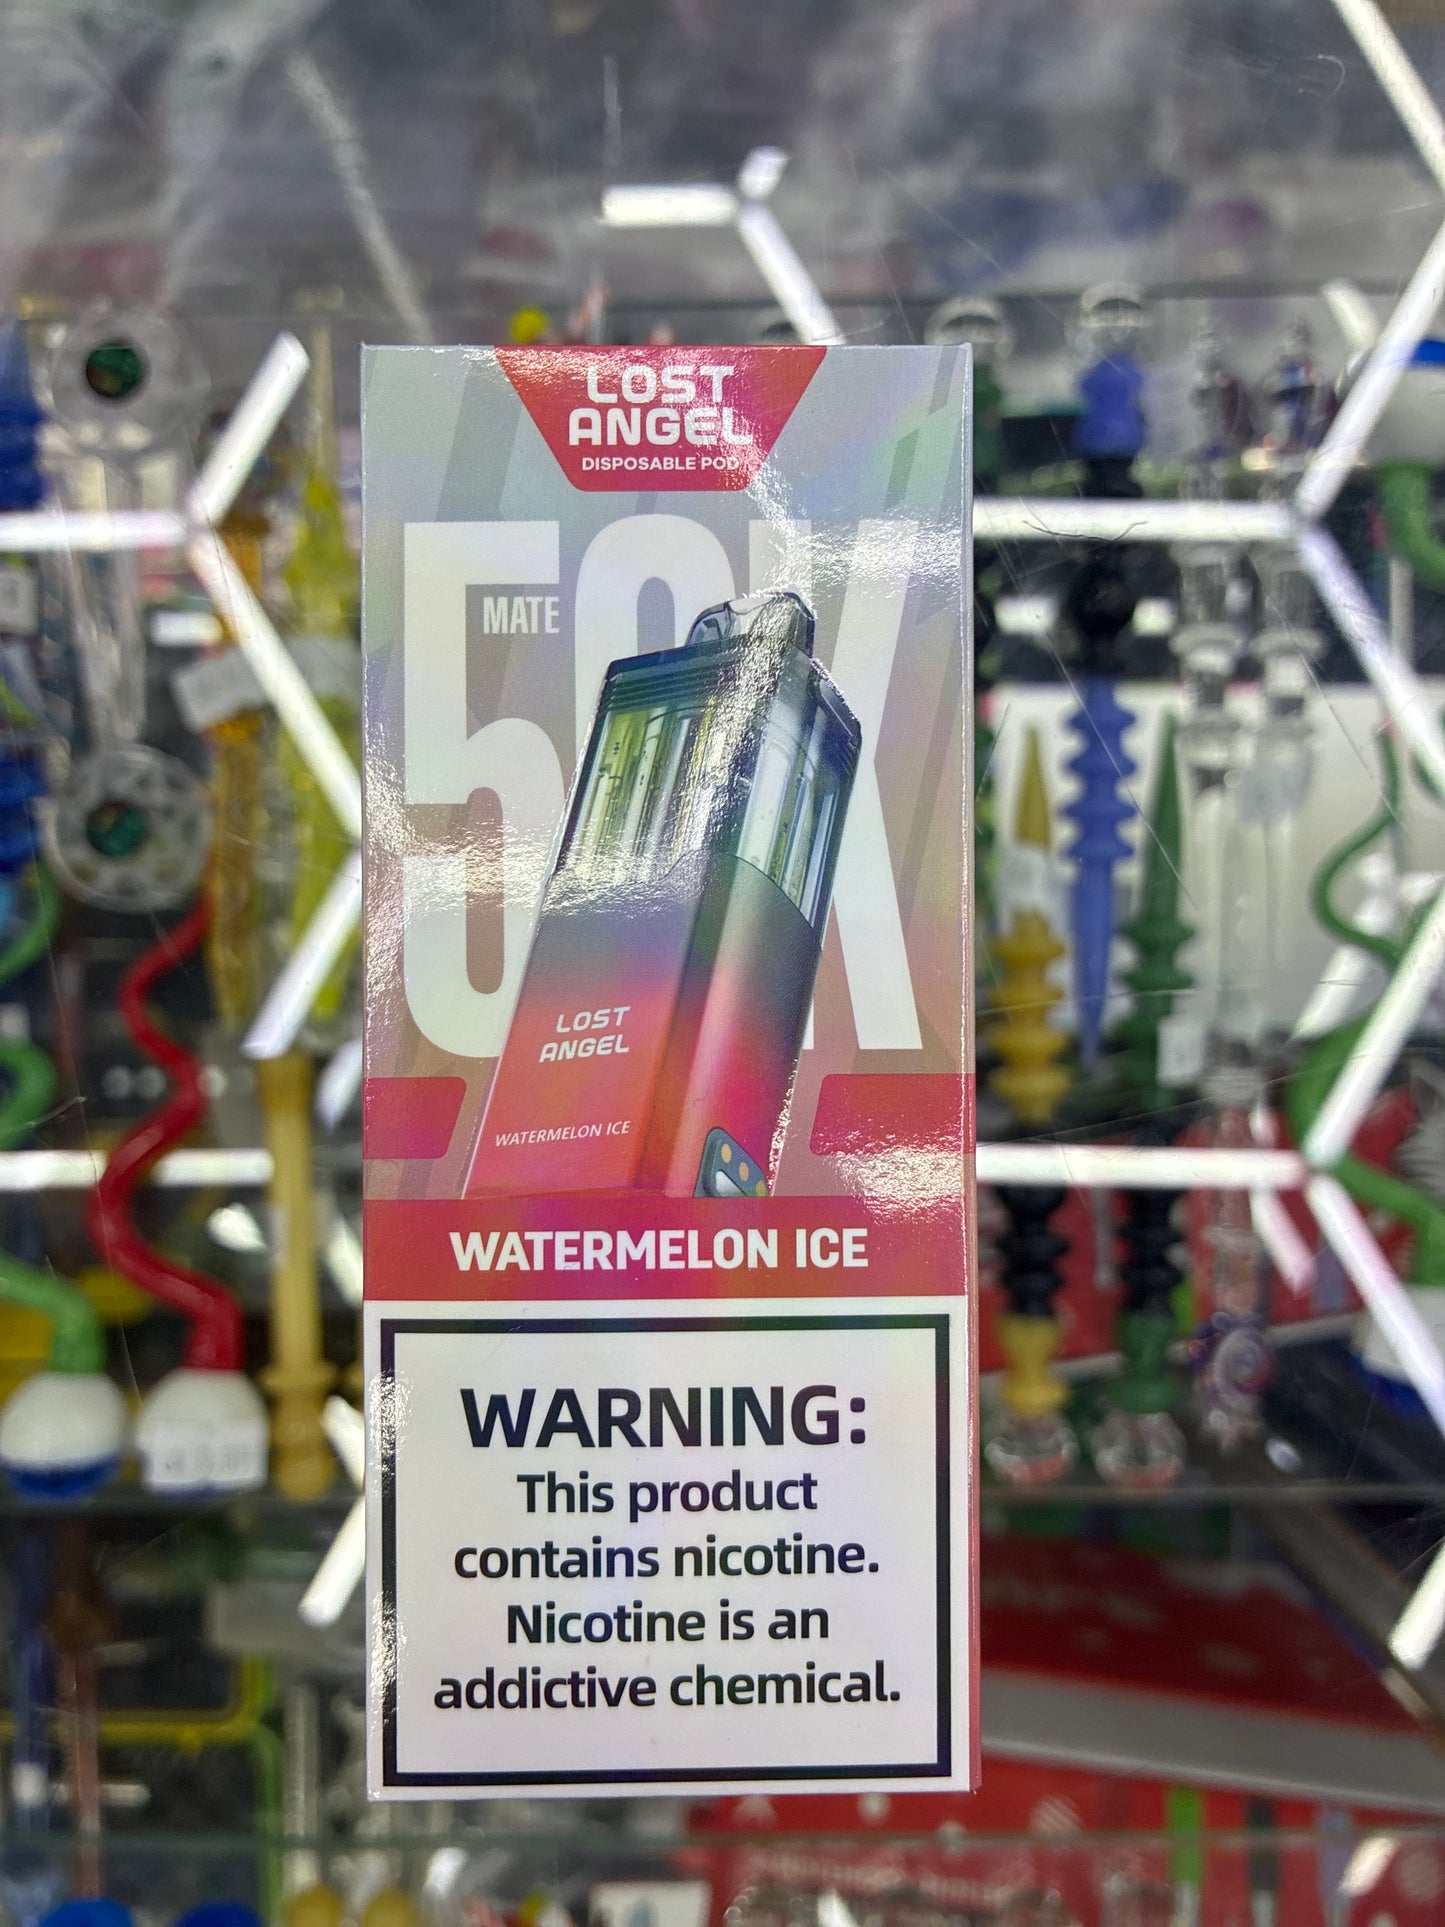 LOST
ANGEL
DISPOSABLE POD
50K
MATE
LOST
ANGEL
WATERMELON ICE
WATERMELON ICE
WARNING:
This product
contains nicotine.
Nicotine is an
addictive chemical.